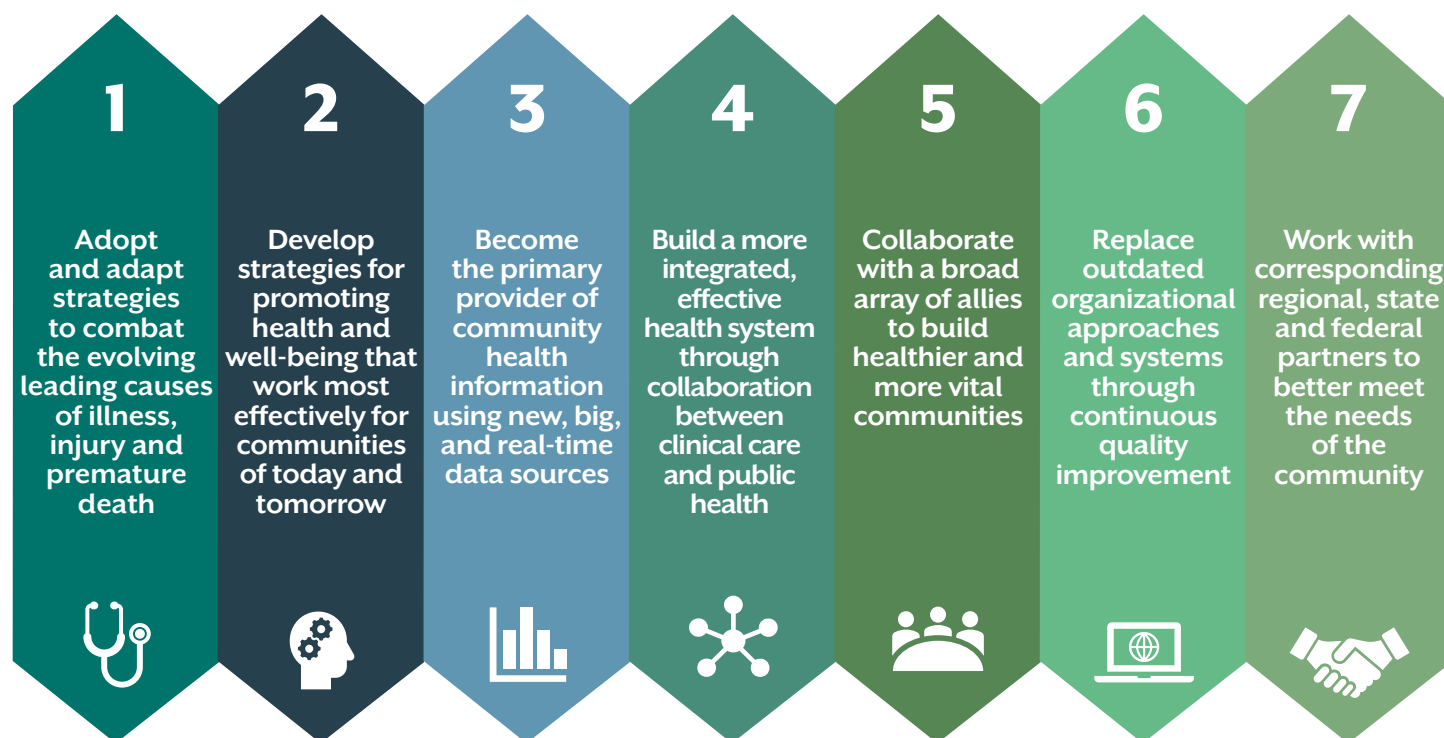 1
Adopt
and adapt
strategies
to combat
the evolving
leading causes
of illness,
injury and
premature
death
2
Develop
strategies for
promoting
health and
well-being that
work most
effectively for
communities
of today and
tomorrow
3
Become
the primary
provider of
community
health
information
using new, big,
and real-time
data sources
4
Build a more
integrated,
effective
health system
through
collaboration
between
clinical care
and public
health
5
Collaborate
with a broad
array of allies
to build
healthier and
more vital
communities
6
Replace
outdated
organizational
approaches
and systems
through
continuous
quality
improvement
7
Work with
corresponding
regional, state
and federal
partners to
better meet
the needs
of the
community